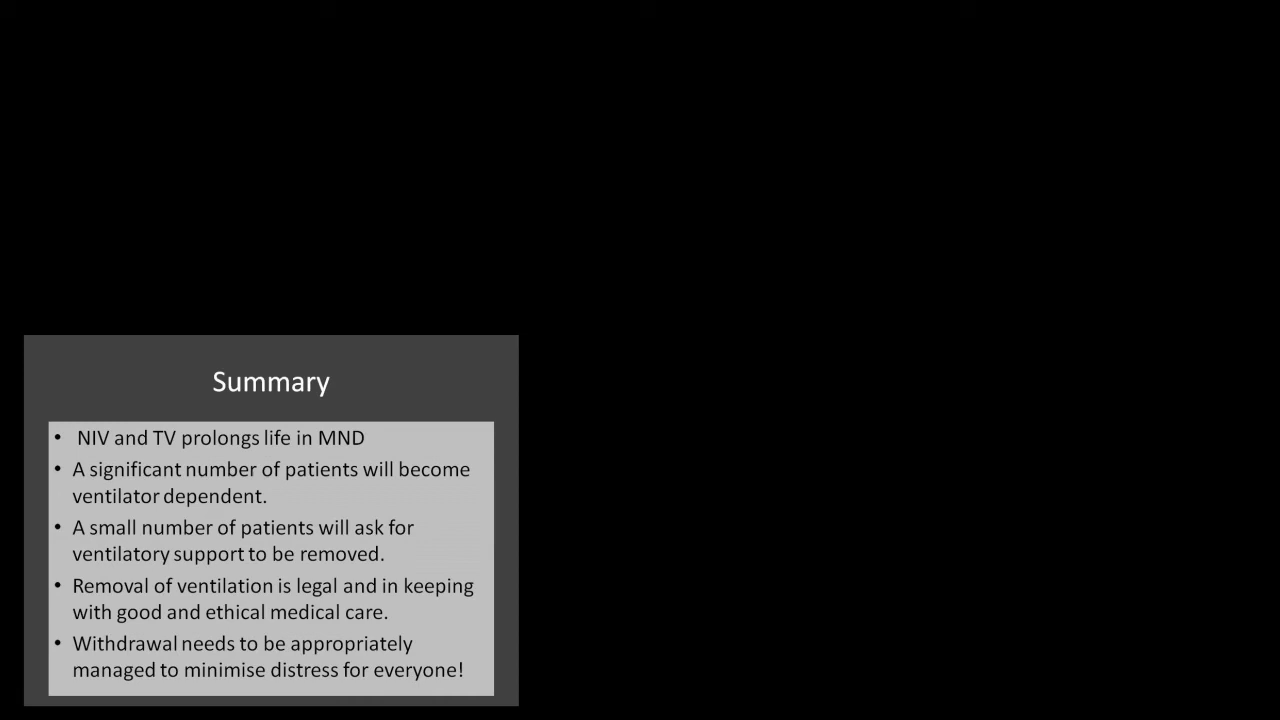 Summary
• NIV and TV prolongs life in MND
• A significant number of patients will become
ventilator dependent.
• A small number of patients will ask for
ventilatory support to be removed.
• Removal of ventilation is legal and in keeping
with good and ethical medical care.
• Withdrawal needs to be appropriately
managed to minimise distress for everyone!